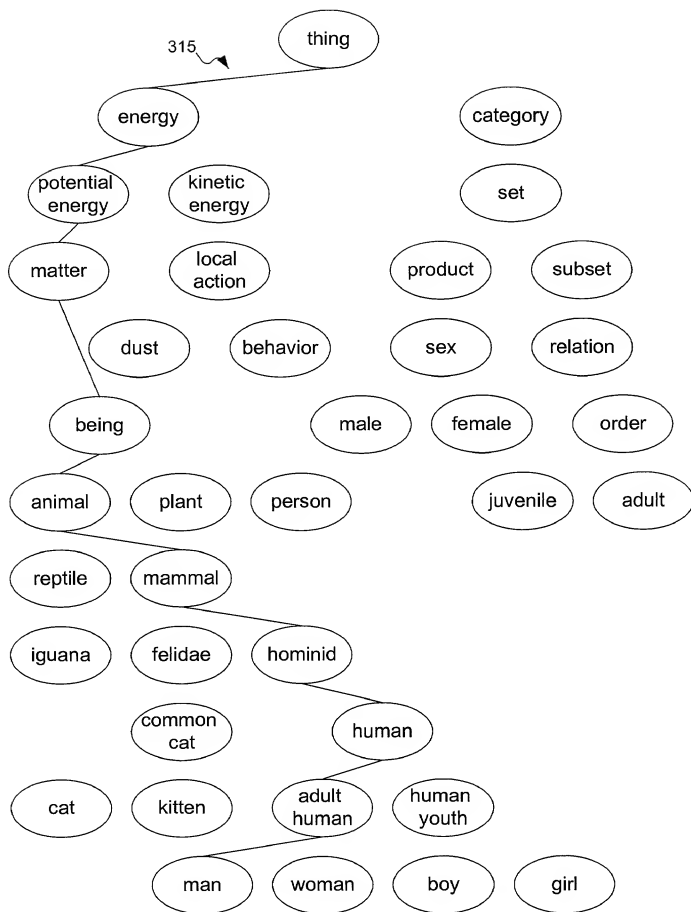 thing
315
energy
category
potential
energy
kinetic
energy
set
matter
local
action
product
subset
dust
behavior
sex
relation
being
male
female
order
animal
plant
person
juvenile
adult
reptile
mammal
iguana
felidae
hominid
common
cat
human
cat
kitten
adult
human
human
youth
man
woman
boy
girl